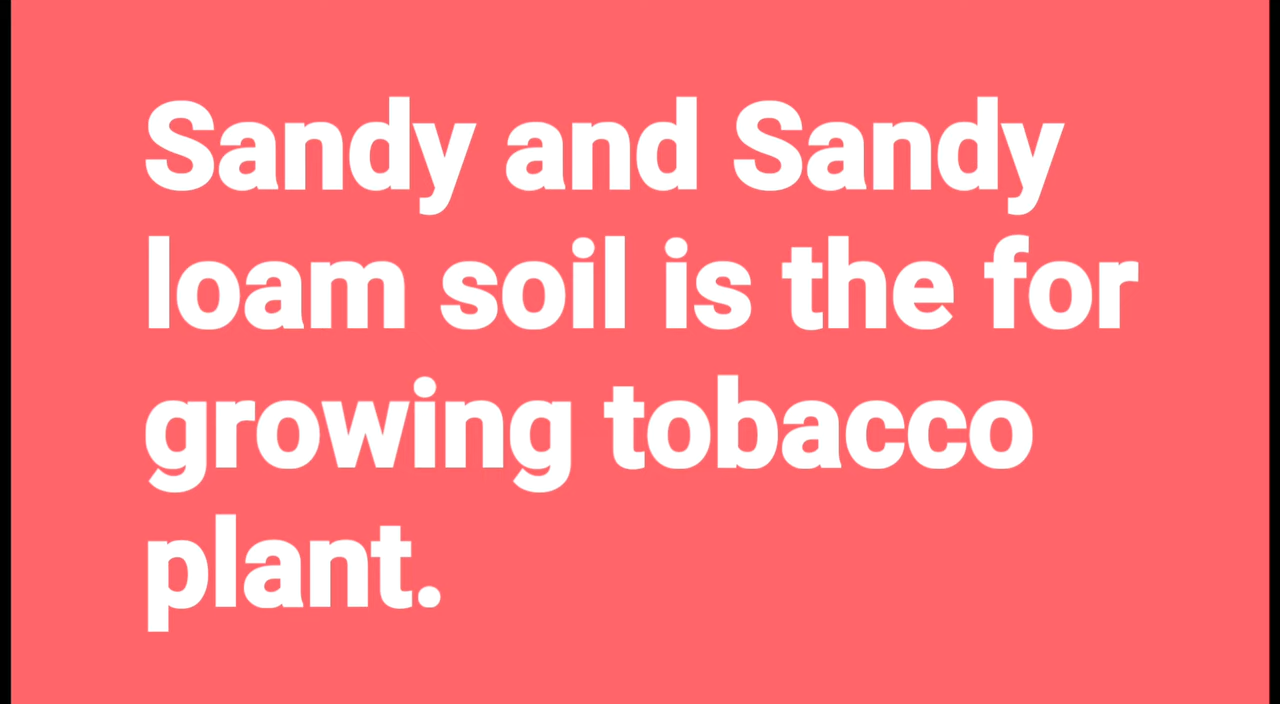 Sandy and Sandy
loam soil is the for
growing tobacco
plant.